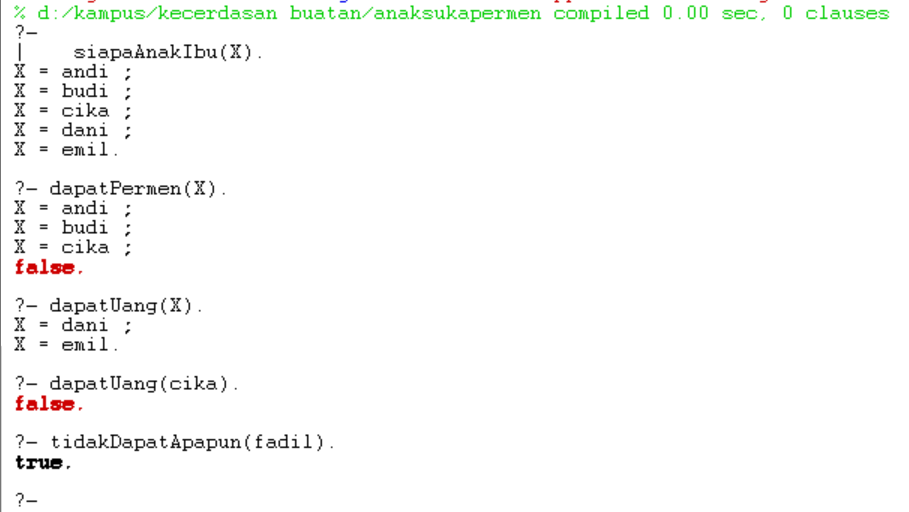 % d:/kampus/kecerdasan buatan/anaksukapermen compiled 0.00 sec, 0 clauses
?-
|    siapaAnakIbu(X).
X = andi ;
X = budi ;
X = cika ;
X = dani ;
X = emil.
?- dapatPermen(X).
X = andi ;
X = budi ;
X = cika ;
false.
?- dapatUang(X).
X = dani ;
X = emil.
?- dapatUang(cika).
false.
?- tidakDapatApapun(fadil).
true.
?-